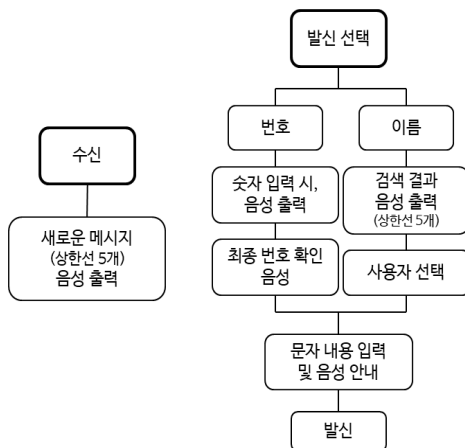 발신 선택
번호
이름
수신
숫자 입력 시,
음성 출력
검색 결과
음성 출력
(상한선 5개)
새로운 메시지
(상한선 5개)
음성 출력
최종 번호 확인
음성
사용자 선택
문자 내용 입력
및 음성 안내
발신